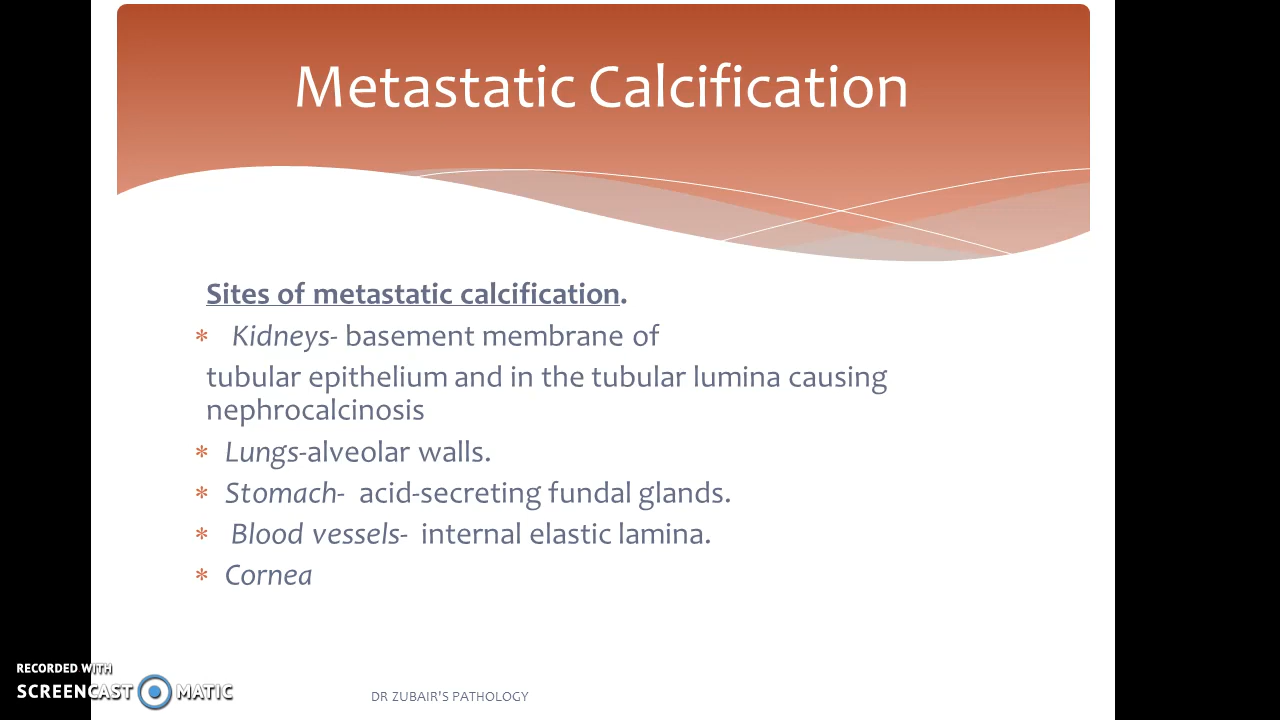 Metastatic Calcification
Sites of metastatic calcification.
* Kidneys- basement membrane of
tubular epithelium and in the tubular lumina causing
nephrocalcinosis
* Lungs-alveolar walls.
* Stomach- acid-secreting fundal glands.
* Blood vessels- internal elastic lamina.
* Cornea
RECORDED WITH
SCREENCAST MATIC
DR ZUBAIR'S PATHOLOGY